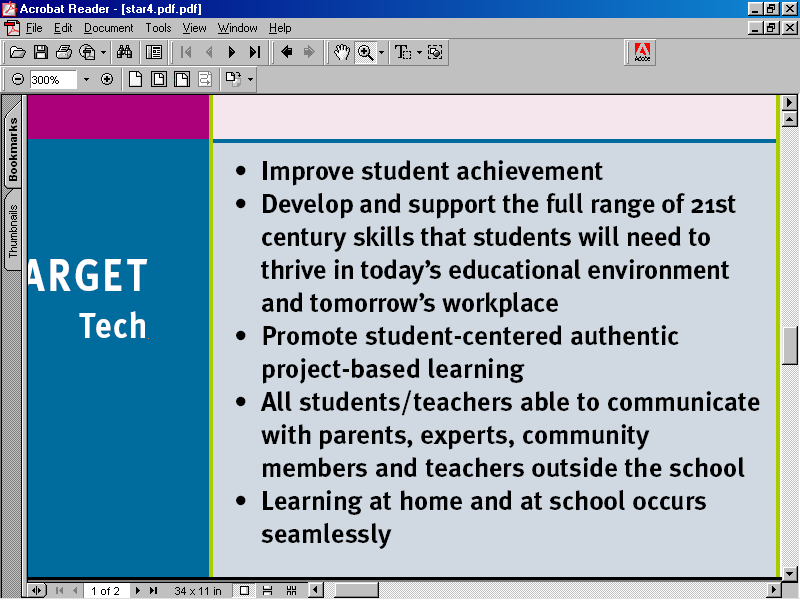 Acrobat Reader - [star4.pdf.pdf]
File Edit Document Tools View Window Help
Adobe
300%
Bookmarks
Thumbnails
ARGET
Tech
• Improve student achievement
• Develop and support the full range of 21st
century skills that students will need to
thrive in today's educational environment
and tomorrow's workplace
• Promote student-centered authentic
project-based learning
• All students/teachers able to communicate
with parents, experts, community
members and teachers outside the school
• Learning at home and at school occurs
seamlessly
1 of 2
34 x 11 in